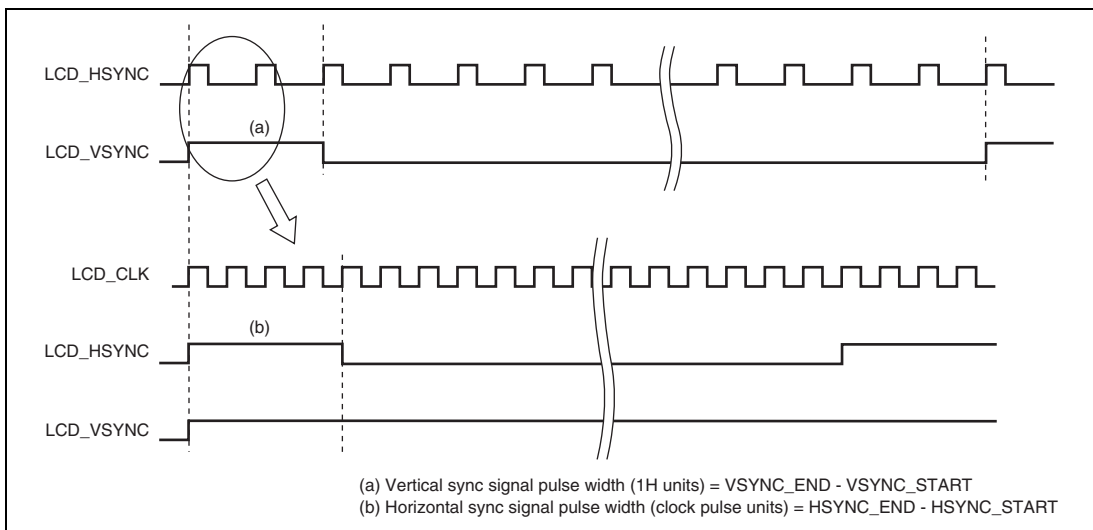 LCD_HSYNC
(a)
LCD_VSYNC
LCD_CLK
(b)
LCD_HSYNC
LCD_VSYNC
(a) Vertical sync signal pulse width (1H units) = VSYNC_END - VSYNC_START
(b) Horizontal sync signal pulse width (clock pulse units) = HSYNC_END - HSYNC_START